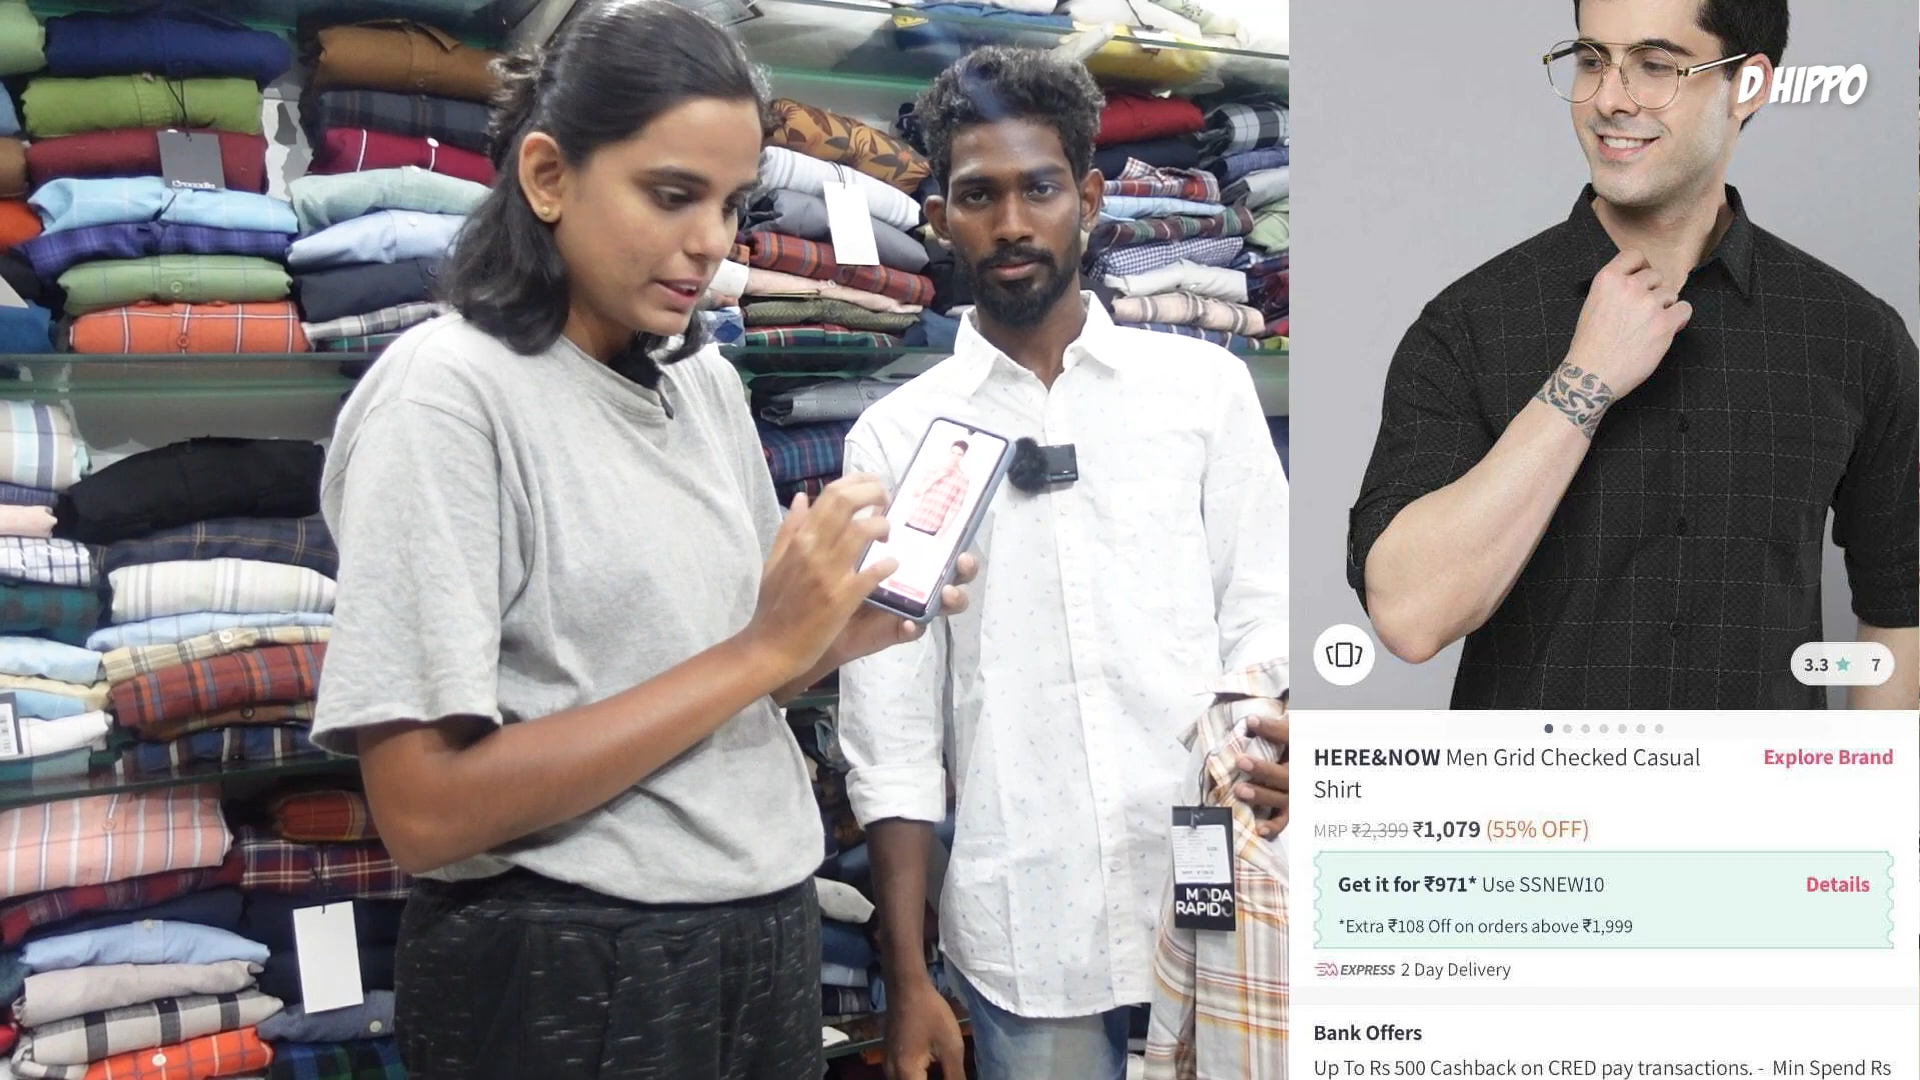 D HIPPO
Crocodile
MODA
RAPIDO
3.3 ★ 7
HERE&NOW Men Grid Checked Casual
Shirt
Explore Brand
MRP ₹2,399 ₹1,079 (55% OFF)
Get it for ₹971* Use SSNEW10
Details
*Extra ₹108 Off on orders above ₹1,999
EXPRESS 2 Day Delivery
Bank Offers
Up To Rs 500 Cashback on CRED pay transactions. - Min Spend Rs